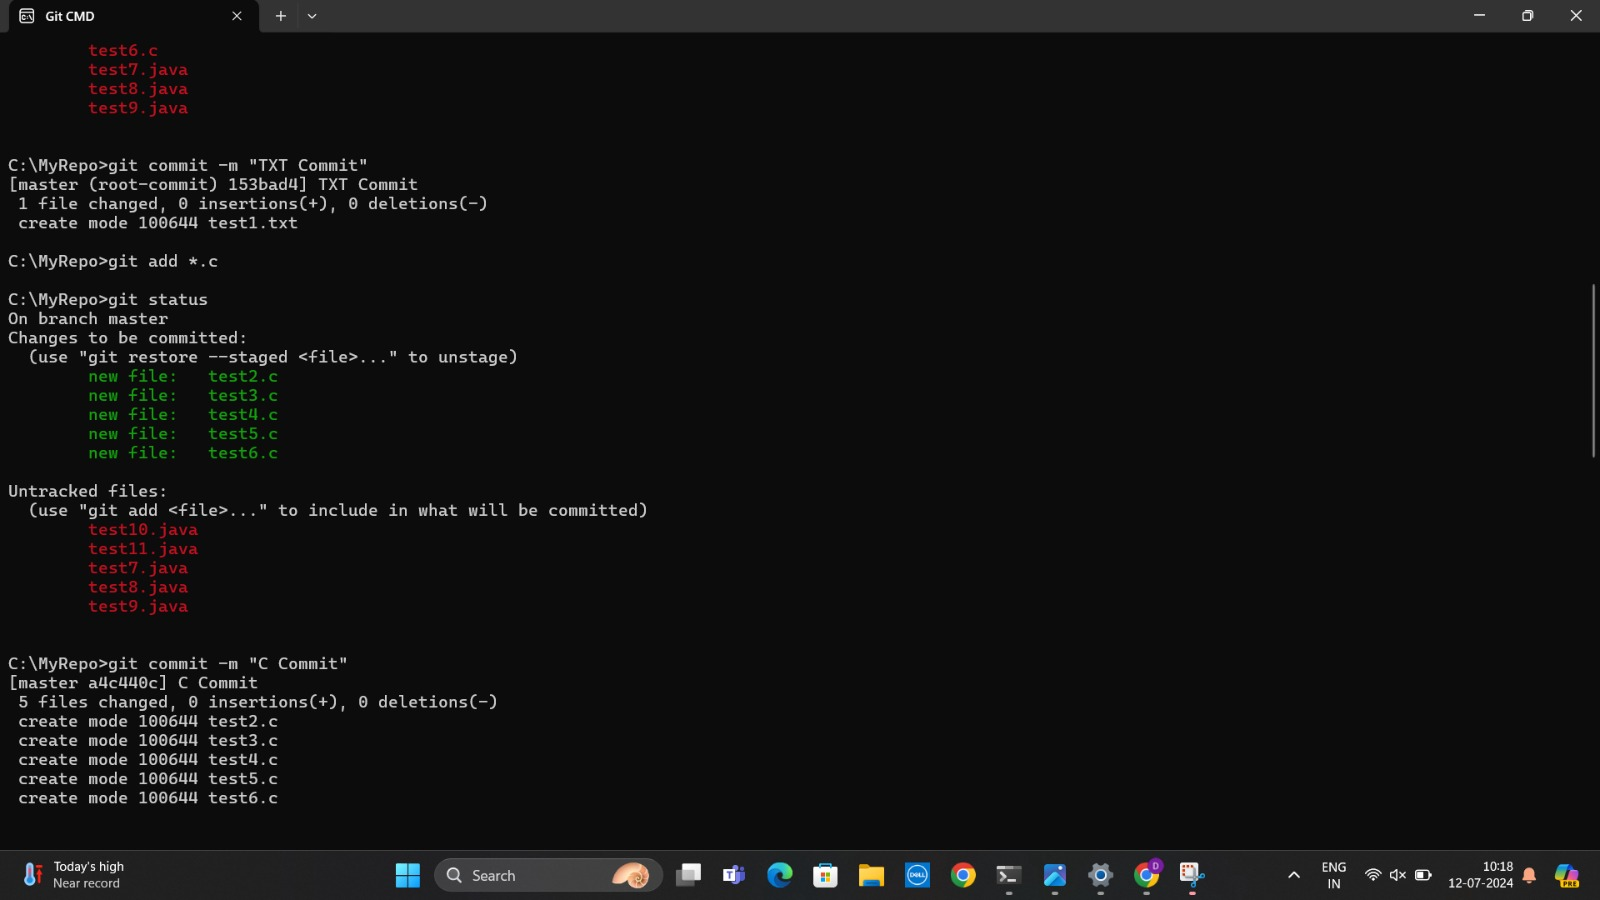 Git CMD
test6.c
test7.java
test8.java
test9.java
C:\MyRepo>git commit -m "TXT Commit"
[master (root-commit) 153bad4] TXT Commit
1 file changed, 0 insertions(+), 0 deletions(-)
create mode 100644 test1.txt
C:\MyRepo>git add *.c
C:\MyRepo>git status
On branch master
Changes to be committed:
(use "git restore --staged <file>..." to unstage)
new file:   test2.c
new file:   test3.c
new file:   test4.c
new file:   test5.c
new file:   test6.c
Untracked files:
(use "git add <file>..." to include in what will be committed)
test10.java
test11.java
test7.java
test8.java
test9.java
C:\MyRepo>git commit -m "C Commit"
[master a4c440c] C Commit
5 files changed, 0 insertions(+), 0 deletions(-)
create mode 100644 test2.c
create mode 100644 test3.c
create mode 100644 test4.c
create mode 100644 test5.c
create mode 100644 test6.c
Today's high
Near record
Search
DELL
D
ENG
IN
10:18
12-07-2024
PRE